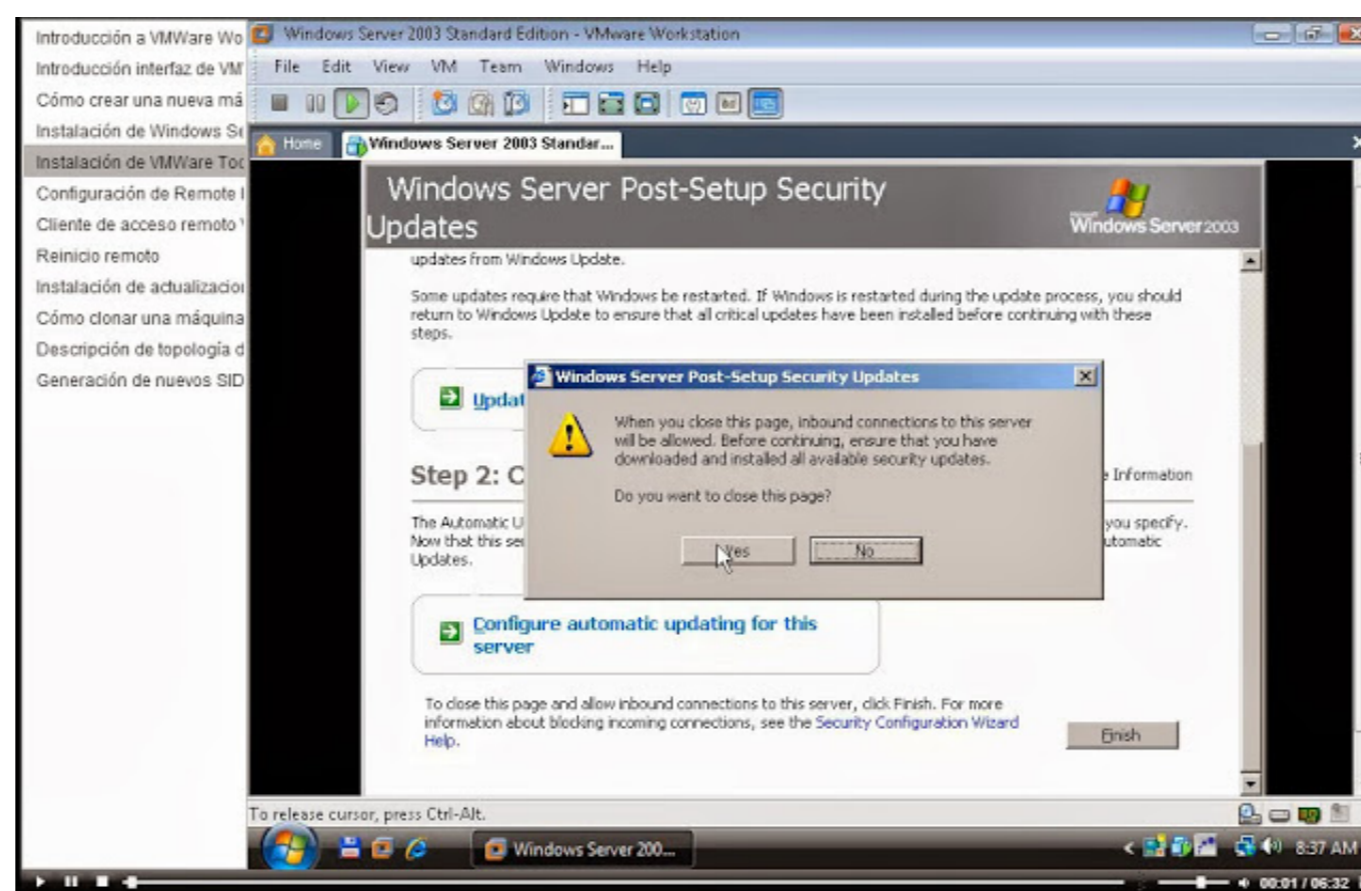 Introducción a VMWare Wo
Introducción interfaz de VM
Cómo crear una nueva má
Instalación de Windows Se
Instalación de VMWare Too
Configuración de Remote
Cliente de acceso remoto
Reinicio remoto
Instalación de actualizacion
Cómo clonar una máquina
Descripción de topología d
Generación de nuevos SID
Windows Server 2003 Standard Edition - VMware Workstation
File Edit View VM Team Windows Help
Home
Windows Server 2003 Standar...
Windows Server Post-Setup Security
Updates
Windows Server 2003
updates from Windows Update.
Some updates require that Windows be restarted. If Windows is restarted during the update process, you should
return to Windows Update to ensure that all critical updates have been installed before continuing with these
steps.
Updat
Windows Server Post-Setup Security Updates
When you close this page, inbound connections to this server
will be allowed. Before continuing, ensure that you have
downloaded and installed all available security updates.
Do you want to close this page?
Yes
No
Step 2: C
e Information
The Automatic U
you specify.
Now that this ser
utomatic
Updates.
Configure automatic updating for this
server
To close this page and allow inbound connections to this server, click Finish. For more
information about blocking incoming connections, see the Security Configuration Wizard
Help.
Finish
To release cursor, press Ctrl-Alt.
Windows Server 200...
8:37 AM
00:01 / 06:32